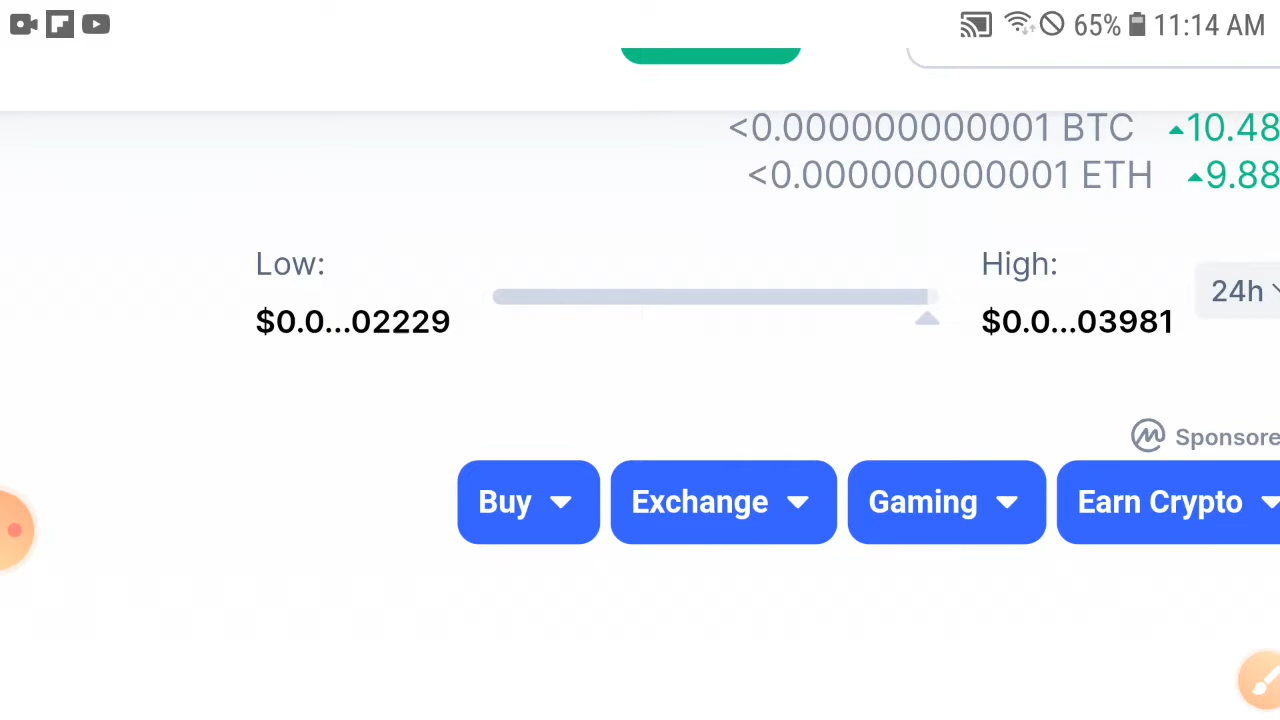 65% 11:14 AM
<0.000000000001 BTC 10.48
<0.000000000001 ETH 9.88
Low: High:
24h
$0.0...02229 $0.0...03981
Sponsore
Buy Exchange Gaming Earn Crypto